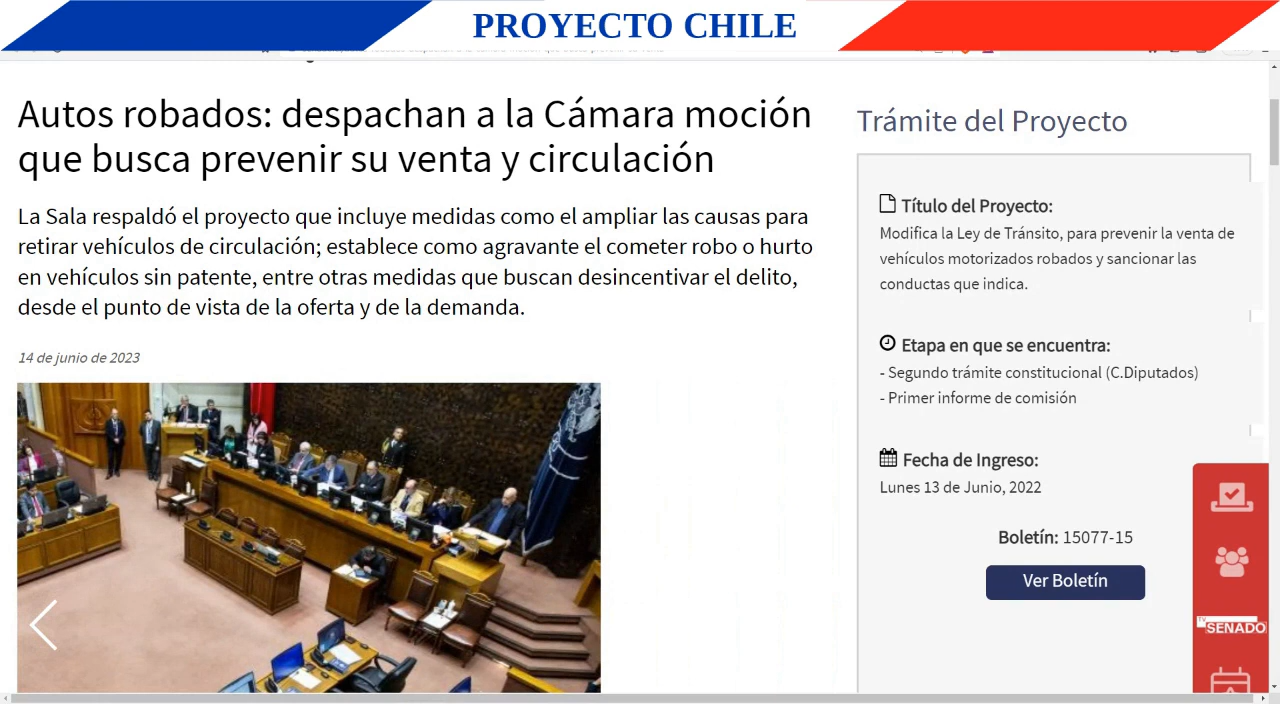 PROYECTO CHILE
Autos robados: despachan a la Cámara moción
que busca prevenir su venta y circulación
La Sala respaldó el proyecto que incluye medidas como el ampliar las causas para
retirar vehículos de circulación; establece como agravante el cometer robo o hurto
en vehículos sin patente, entre otras medidas que buscan desincentivar el delito,
desde el punto de vista de la oferta y de la demanda.
14 de junio de 2023
Trámite del Proyecto
Título del Proyecto:
Modifica la Ley de Tránsito, para prevenir la venta de
vehículos motorizados robados y sancionar las
conductas que indica.
Etapa en que se encuentra:
- Segundo trámite constitucional (C.Diputados)
- Primer informe de comisión
Fecha de Ingreso:
Lunes 13 de Junio, 2022
Boletín: 15077-15
Ver Boletín
TV
SENADO